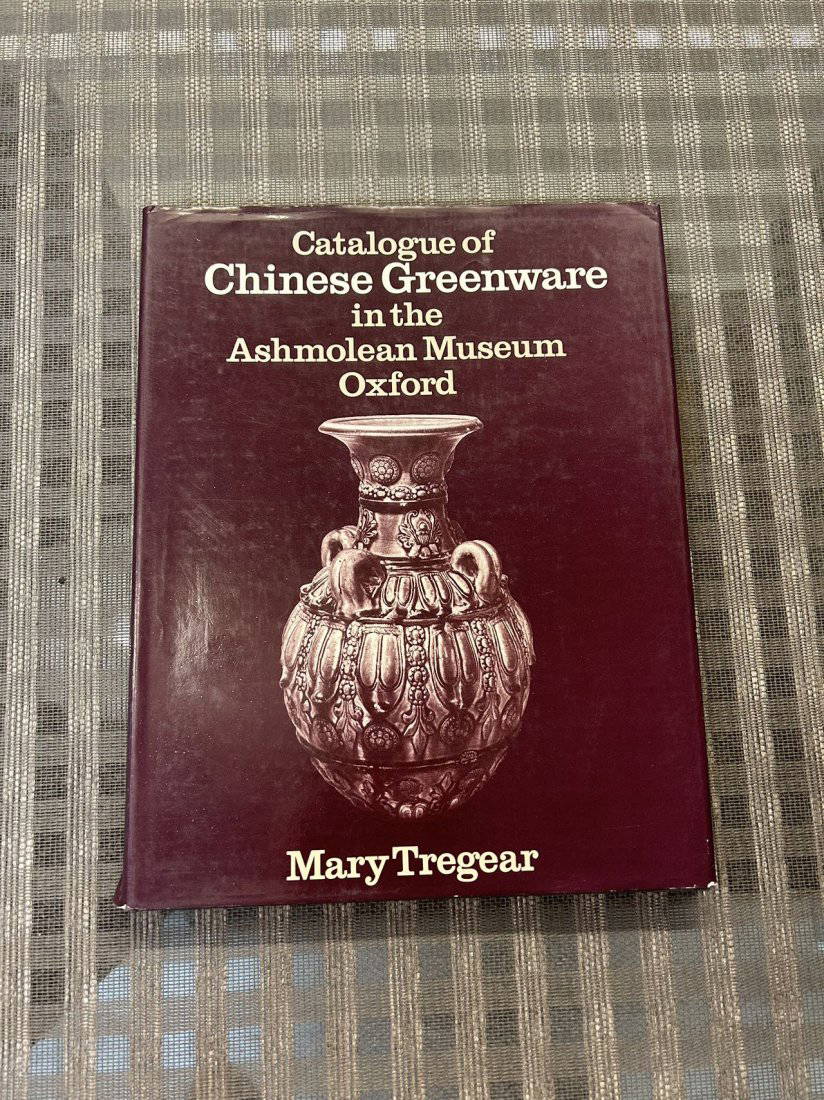 Catalogue of
Chinese Greenware
in the
Ashmolean Museum
Oxford
Mary Tregear